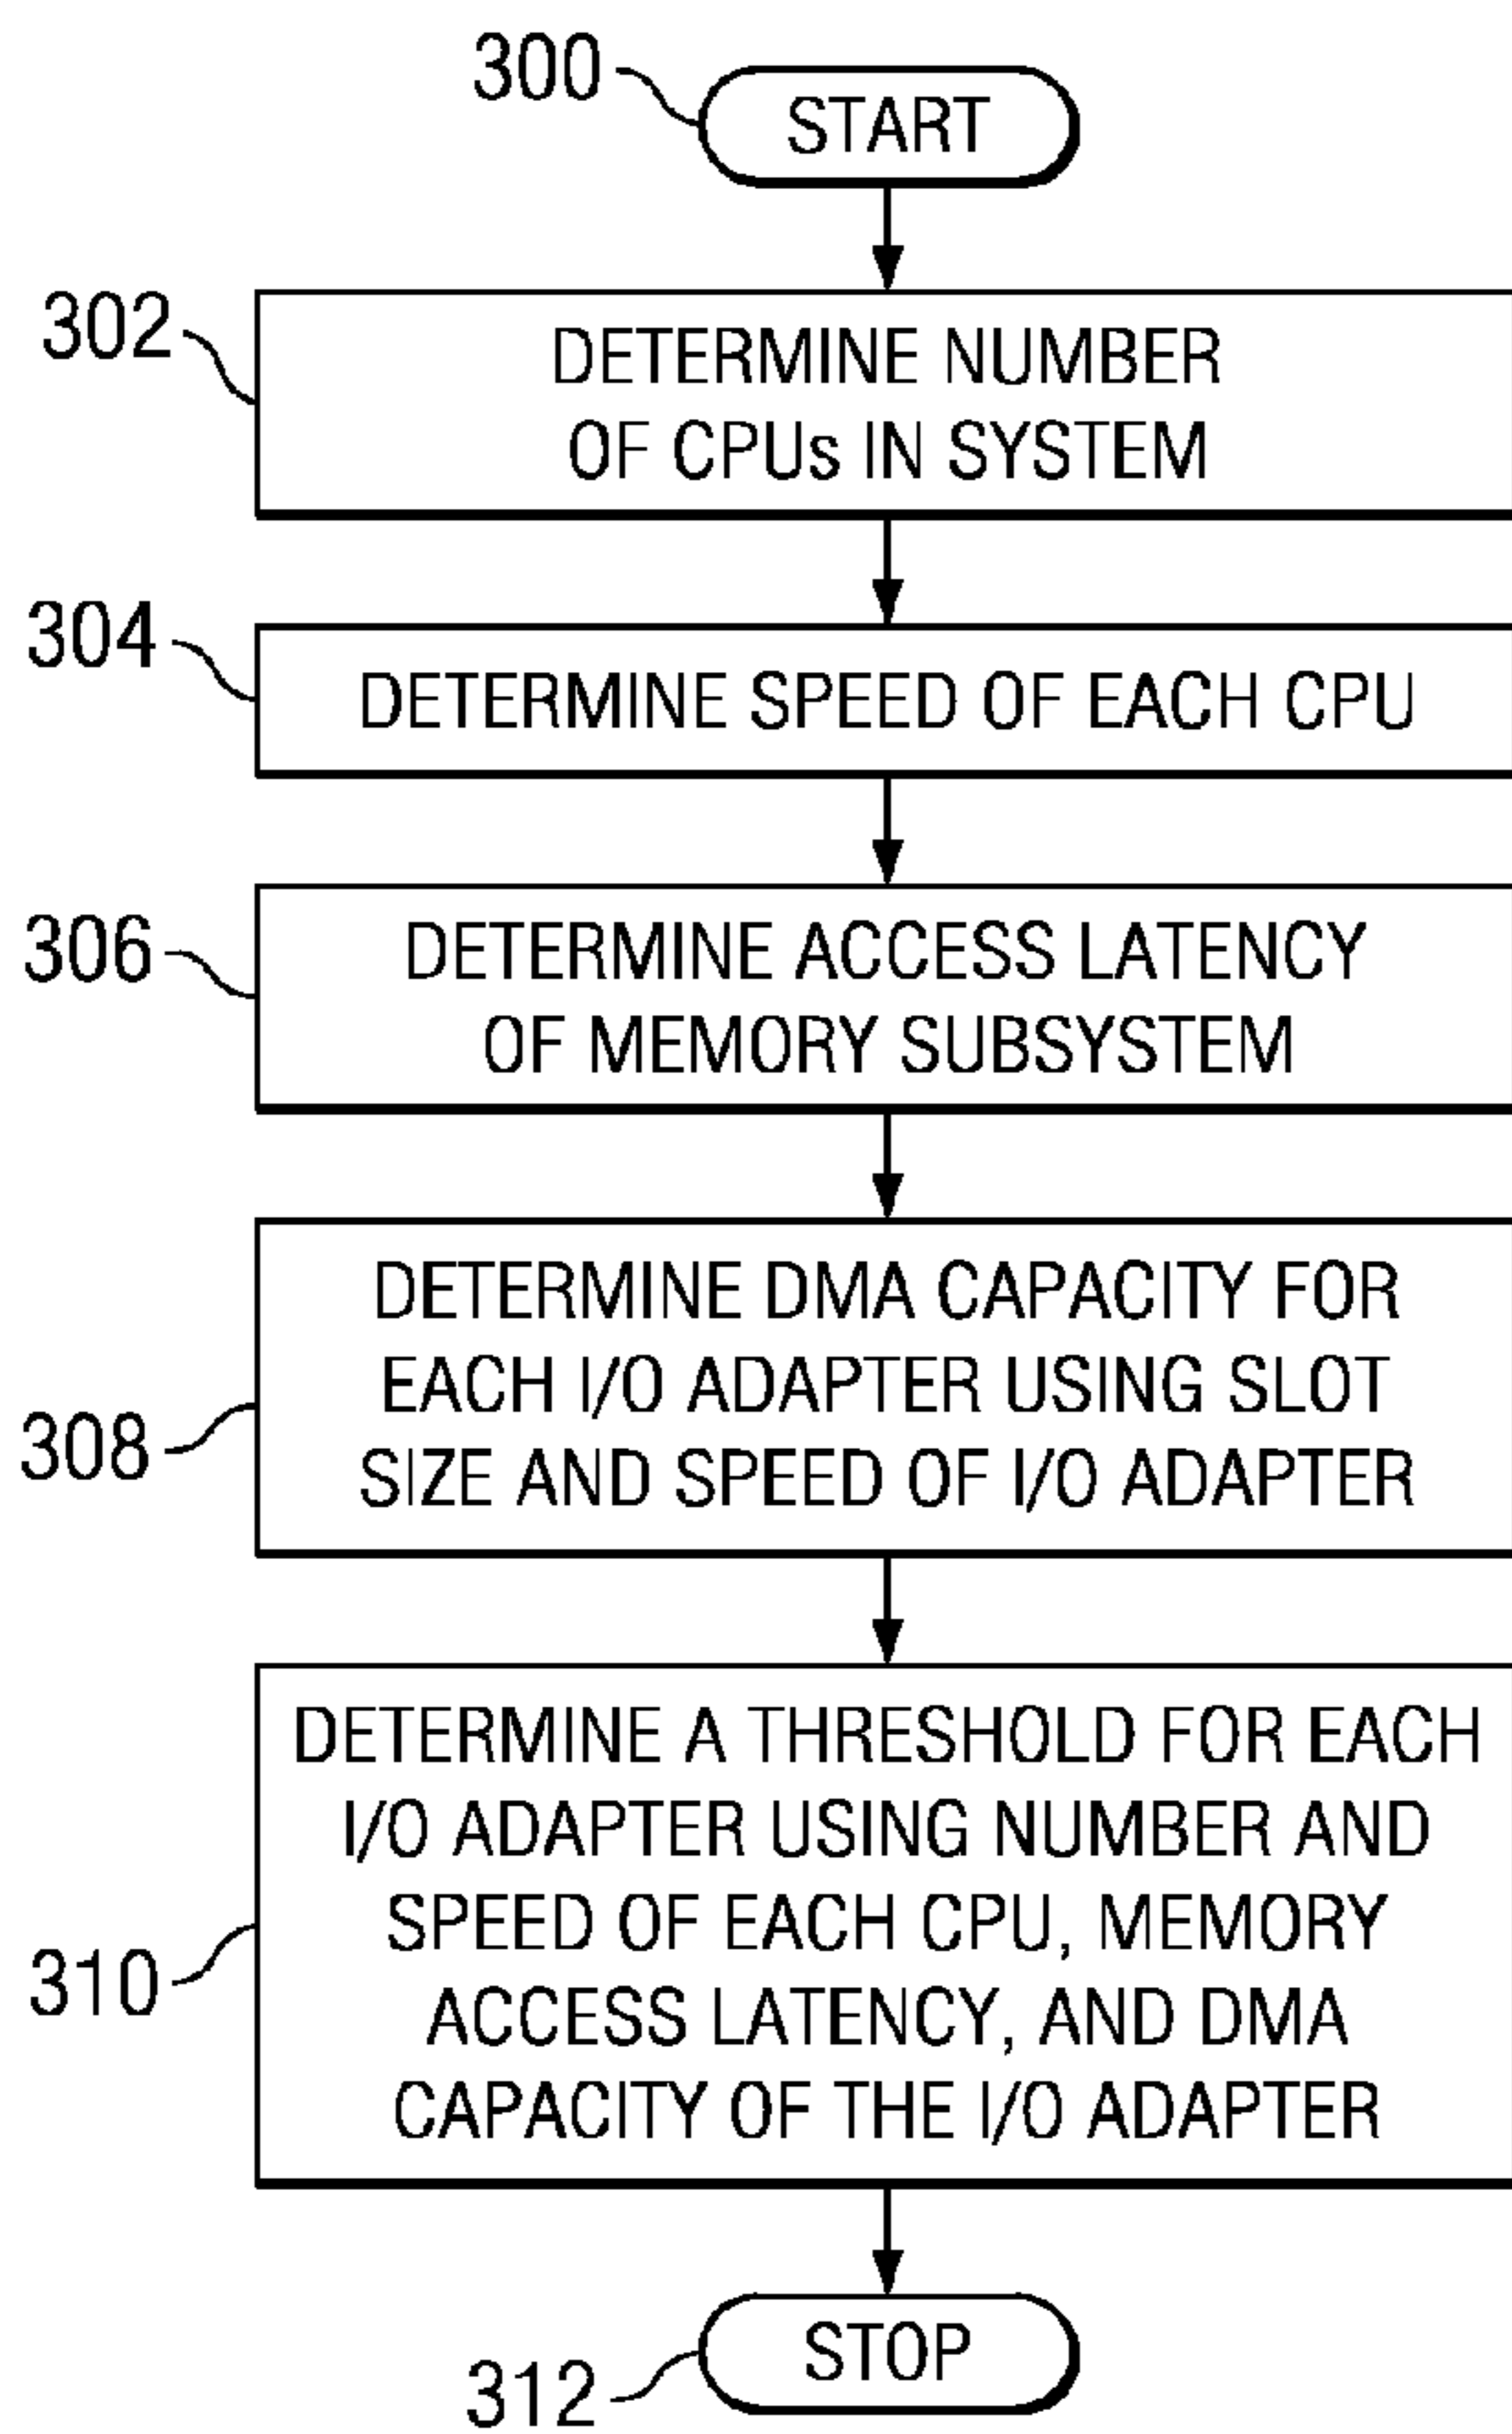 300
START
302
DETERMINE NUMBER
OF CPUs IN SYSTEM
304
DETERMINE SPEED OF EACH CPU
306
DETERMINE ACCESS LATENCY
OF MEMORY SUBSYSTEM
308
DETERMINE DMA CAPACITY FOR
EACH I/O ADAPTER USING SLOT
SIZE AND SPEED OF I/O ADAPTER
310
DETERMINE A THRESHOLD FOR EACH
I/O ADAPTER USING NUMBER AND
SPEED OF EACH CPU, MEMORY
ACCESS LATENCY, AND DMA
CAPACITY OF THE I/O ADAPTER
312
STOP